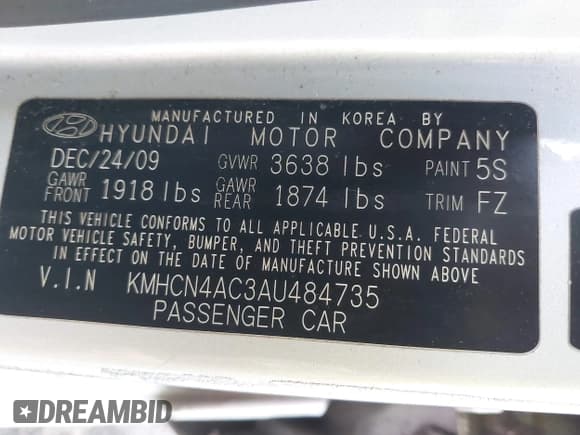 MANUFACTURED IN KOREA BY
HYUNDAI MOTOR COMPANY
DEC/24/09 GVWR 3638 lbs PAINT 5S
GAWR FRONT 1918 lbs GAWR REAR 1874 lbs TRIM FZ
THIS VEHICLE CONFORMS TO ALL APPLICABLE U.S.A. FEDERAL
MOTOR VEHICLE SAFETY, BUMPER, AND THEFT PREVENTION STANDARDS
IN EFFECT ON THE DATE OF MANUFACTURE SHOWN ABOVE
V.I.N KMHCN4AC3AU484735
PASSENGER CAR
DREAMBID